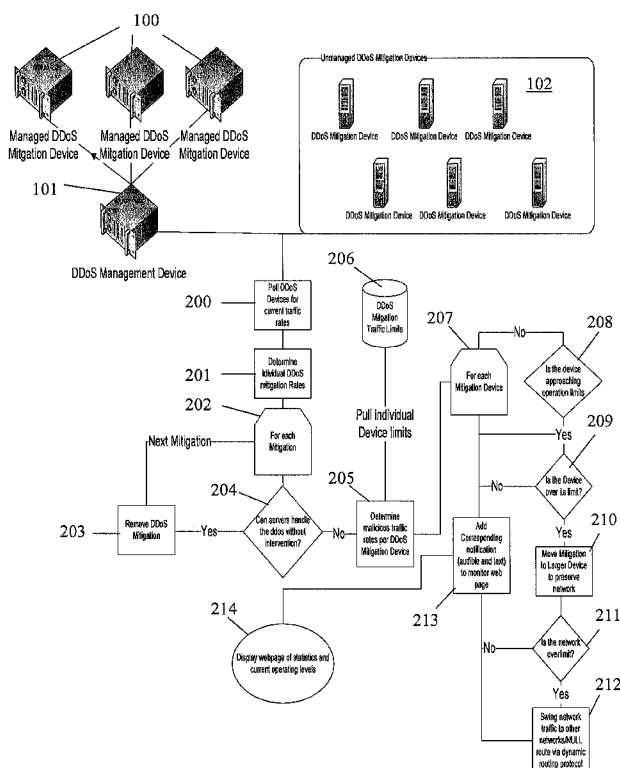 100
Managed DDoS
Mitgation Device
Managed DDoS
Mitgation Device
Managed DDoS
Mitgation Device
101
DDoS Management Device
Unmanaged DDoS Mitigation Devices
102
DDoS Mitigation Device
DDoS Mitigation Device
DDoS Mitigation Device
DDoS Mitigation Device
DDoS Mitigation Device
DDoS Mitigation Device
200
Poll DDoS
Devices for
current traffic
rates
201
Determine
Individual DDoS
mitigation Rates
202
For each
Mitigation
Next Mitigation
203
Remove DDoS
Mitigation
Yes
204
Can servers handle
the ddos without
intervention?
No
205
Determine
malicious traffic
rates per DDoS
Mitigation Device
206
DDoS
Mitgation
Traffic Limits
Pull individual
Device limits
207
For each
Mitigation Device
No
208
Is the device
approaching
operation limits
Yes
209
Is the Device
over its limit?
No
Yes
210
Move Mitigation
to Larger Device
to preserve
network
211
Is the network
overlimit?
No
Yes
212
Swing network
traffic to other
networks/NULL
route via dynamic
routing protocol
Add
Corresponding
notification
(audible and text)
to monitor web
page
213
214
Display webpage of statistics and
current operating levels